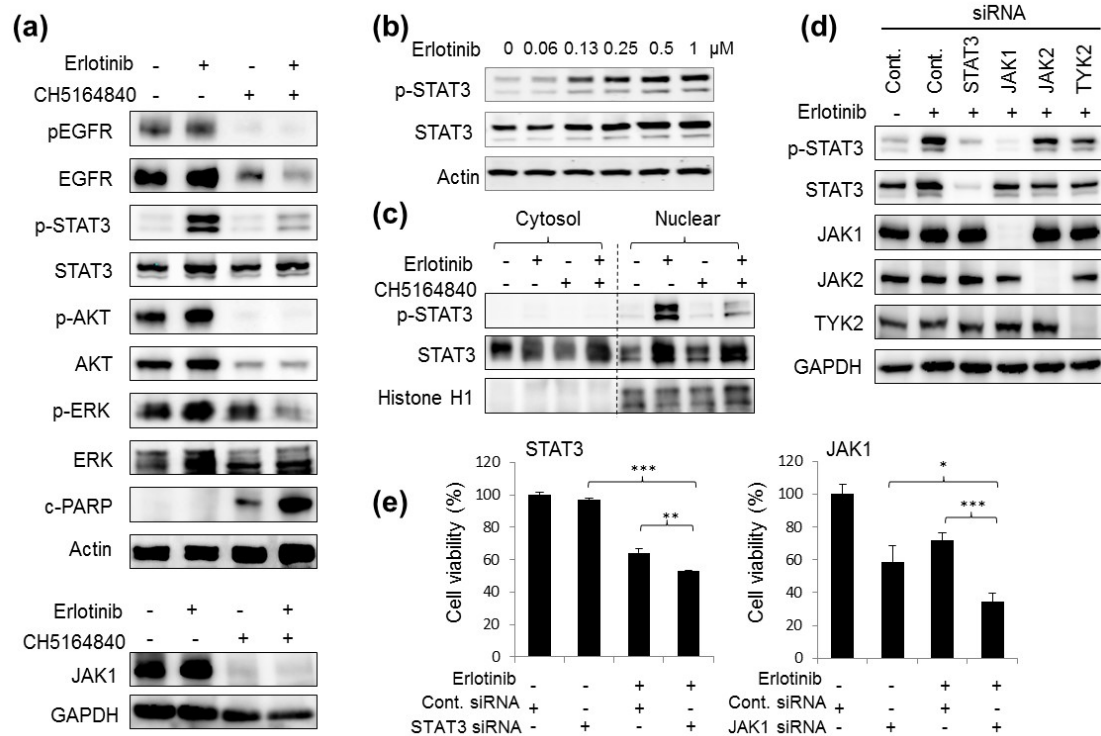 (a)
Erlotinib - + - +
CH5164840 - - + +
pEGFR
EGFR
p-STAT3
STAT3
p-AKT
AKT
p-ERK
ERK
c-PARP
Actin
Erlotinib - + - +
CH5164840 - - + +
JAK1
GAPDH
(b)
Erlotinib 0 0.06 0.13 0.25 0.5 1 µM
p-STAT3
STAT3
Actin
(c)
Cytosol Nuclear
Erlotinib - + - + - + - +
CH5164840 - - + + - - + +
p-STAT3
STAT3
Histone H1
(d)
siRNA
Cont. Cont. STAT3 JAK1 JAK2 TYK2
Erlotinib - + + + + +
p-STAT3
STAT3
JAK1
JAK2
TYK2
GAPDH
(e)
STAT3
Cell viability (%)
120
100
80
60
40
20
0
***
**
Erlotinib - - + +
Cont. siRNA + - + -
STAT3 siRNA - + - +
JAK1
Cell viability (%)
120
100
80
60
40
20
0
*
***
Erlotinib - - + +
Cont. siRNA + - + -
JAK1 siRNA - + - +